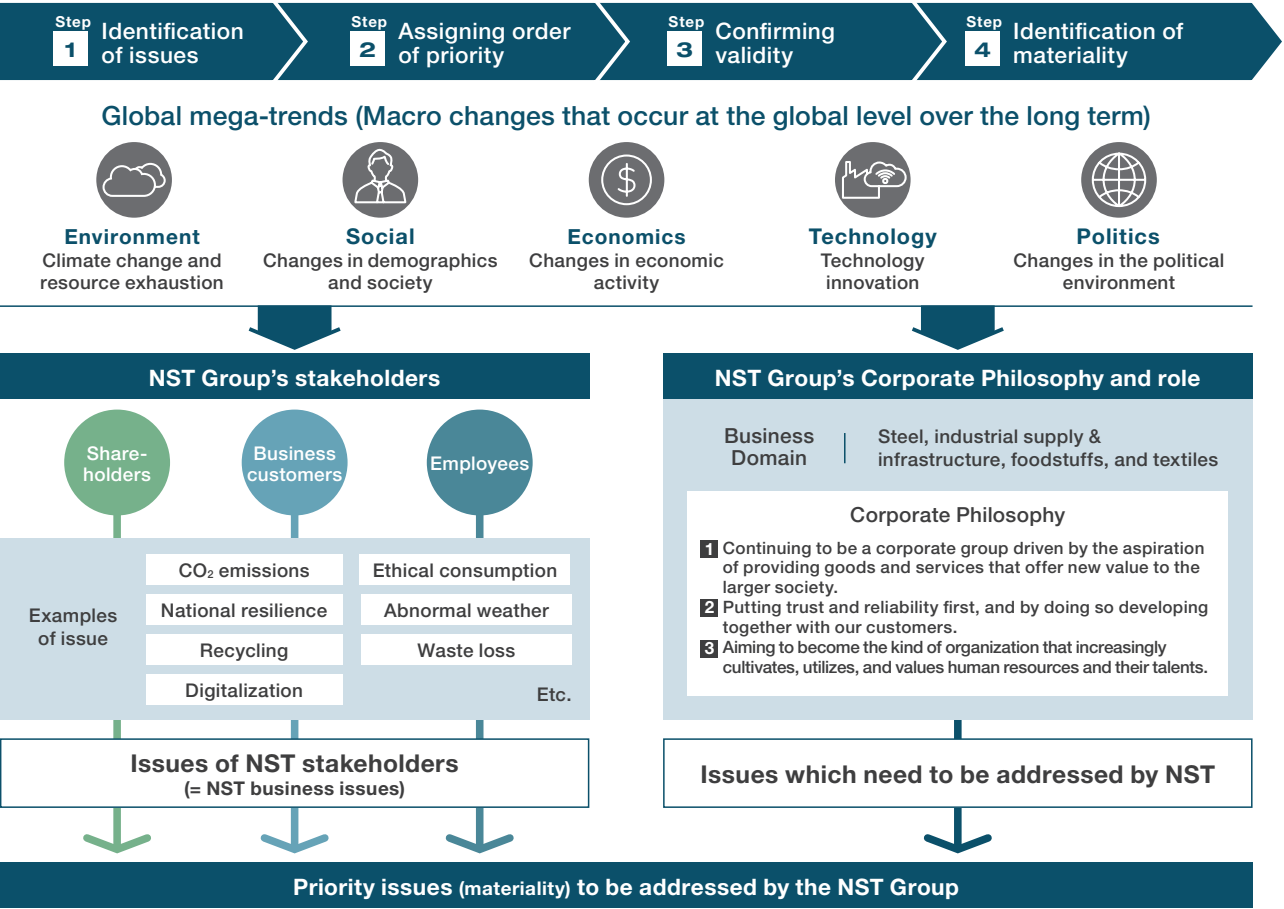 Step
1
Identification
of issues
Step
2
Assigning order
of priority
Step
3
Confirming
validity
Step
4
Identification of
materiality
Global mega-trends (Macro changes that occur at the global level over the long term)
$
Environment
Climate change and
resource exhaustion
Social
Changes in demographics
and society
Economics
Changes in economic
activity
Technology
Technology
innovation
Politics
Changes in the political
environment
NST Group’s stakeholders
Share-
holders
Business
customers
Employees
Examples
of issue
CO₂ emissions
National resilience
Recycling
Digitalization
Ethical consumption
Abnormal weather
Waste loss
Etc.
Issues of NST stakeholders
(= NST business issues)
NST Group’s Corporate Philosophy and role
Business
Domain
Steel, industrial supply &
infrastructure, foodstuffs, and textiles
Corporate Philosophy
1 Continuing to be a corporate group driven by the aspiration
of providing goods and services that offer new value to the
larger society.
2 Putting trust and reliability first, and by doing so developing
together with our customers.
3 Aiming to become the kind of organization that increasingly
cultivates, utilizes, and values human resources and their talents.
Issues which need to be addressed by NST
Priority issues (materiality) to be addressed by the NST Group